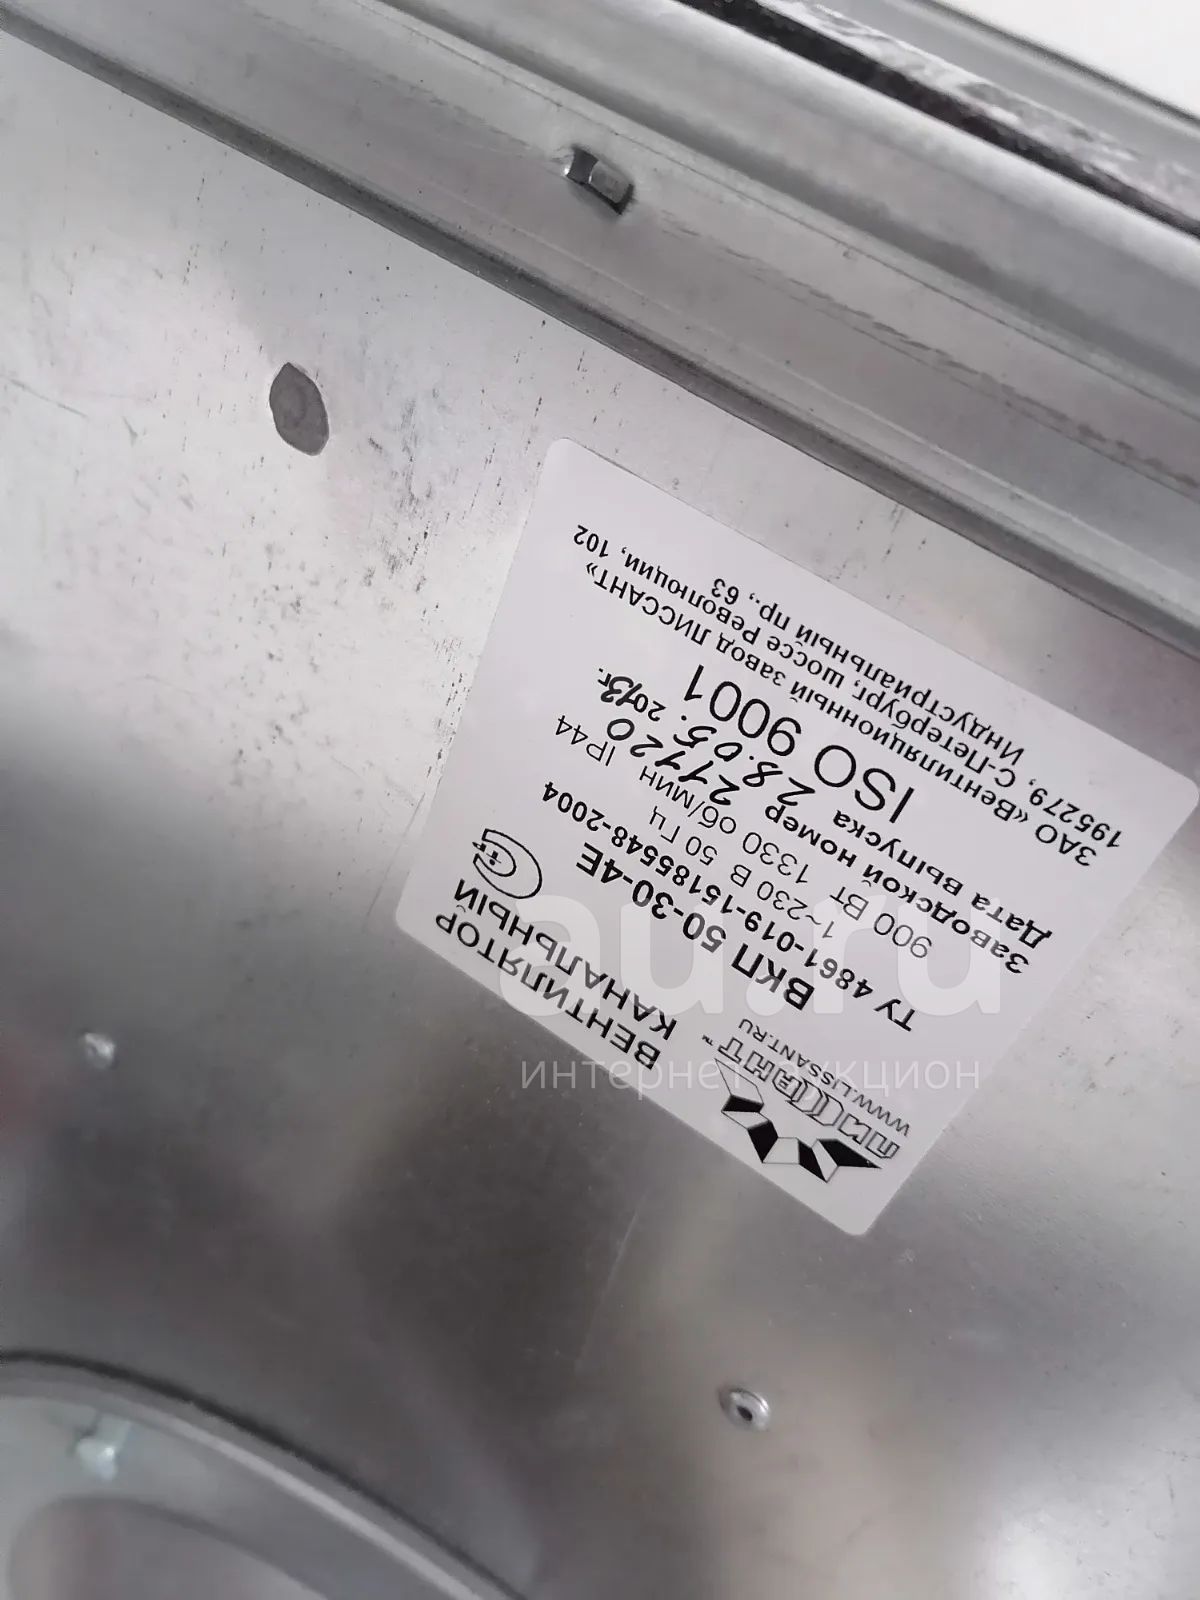 ЛИССАНТ™
WWW.LISSANT.RU
ВЕНТИЛЯТОР
КАНАЛЬНЫЙ
ВКП 50-30-4Е
ТУ 4861-019-15185548-2004
1~230 В 50 Гц
900 Вт 1330 об/мин IP44
Заводской номер 21120
Дата выпуска 28.05.2013г.
ISO 9001
ЗАО «Вентиляционный завод ЛИССАНТ»
195279, С-Петербург, шоссе Революции, 102
Индустриальный пр., 63
au.ru
интернет аукцион